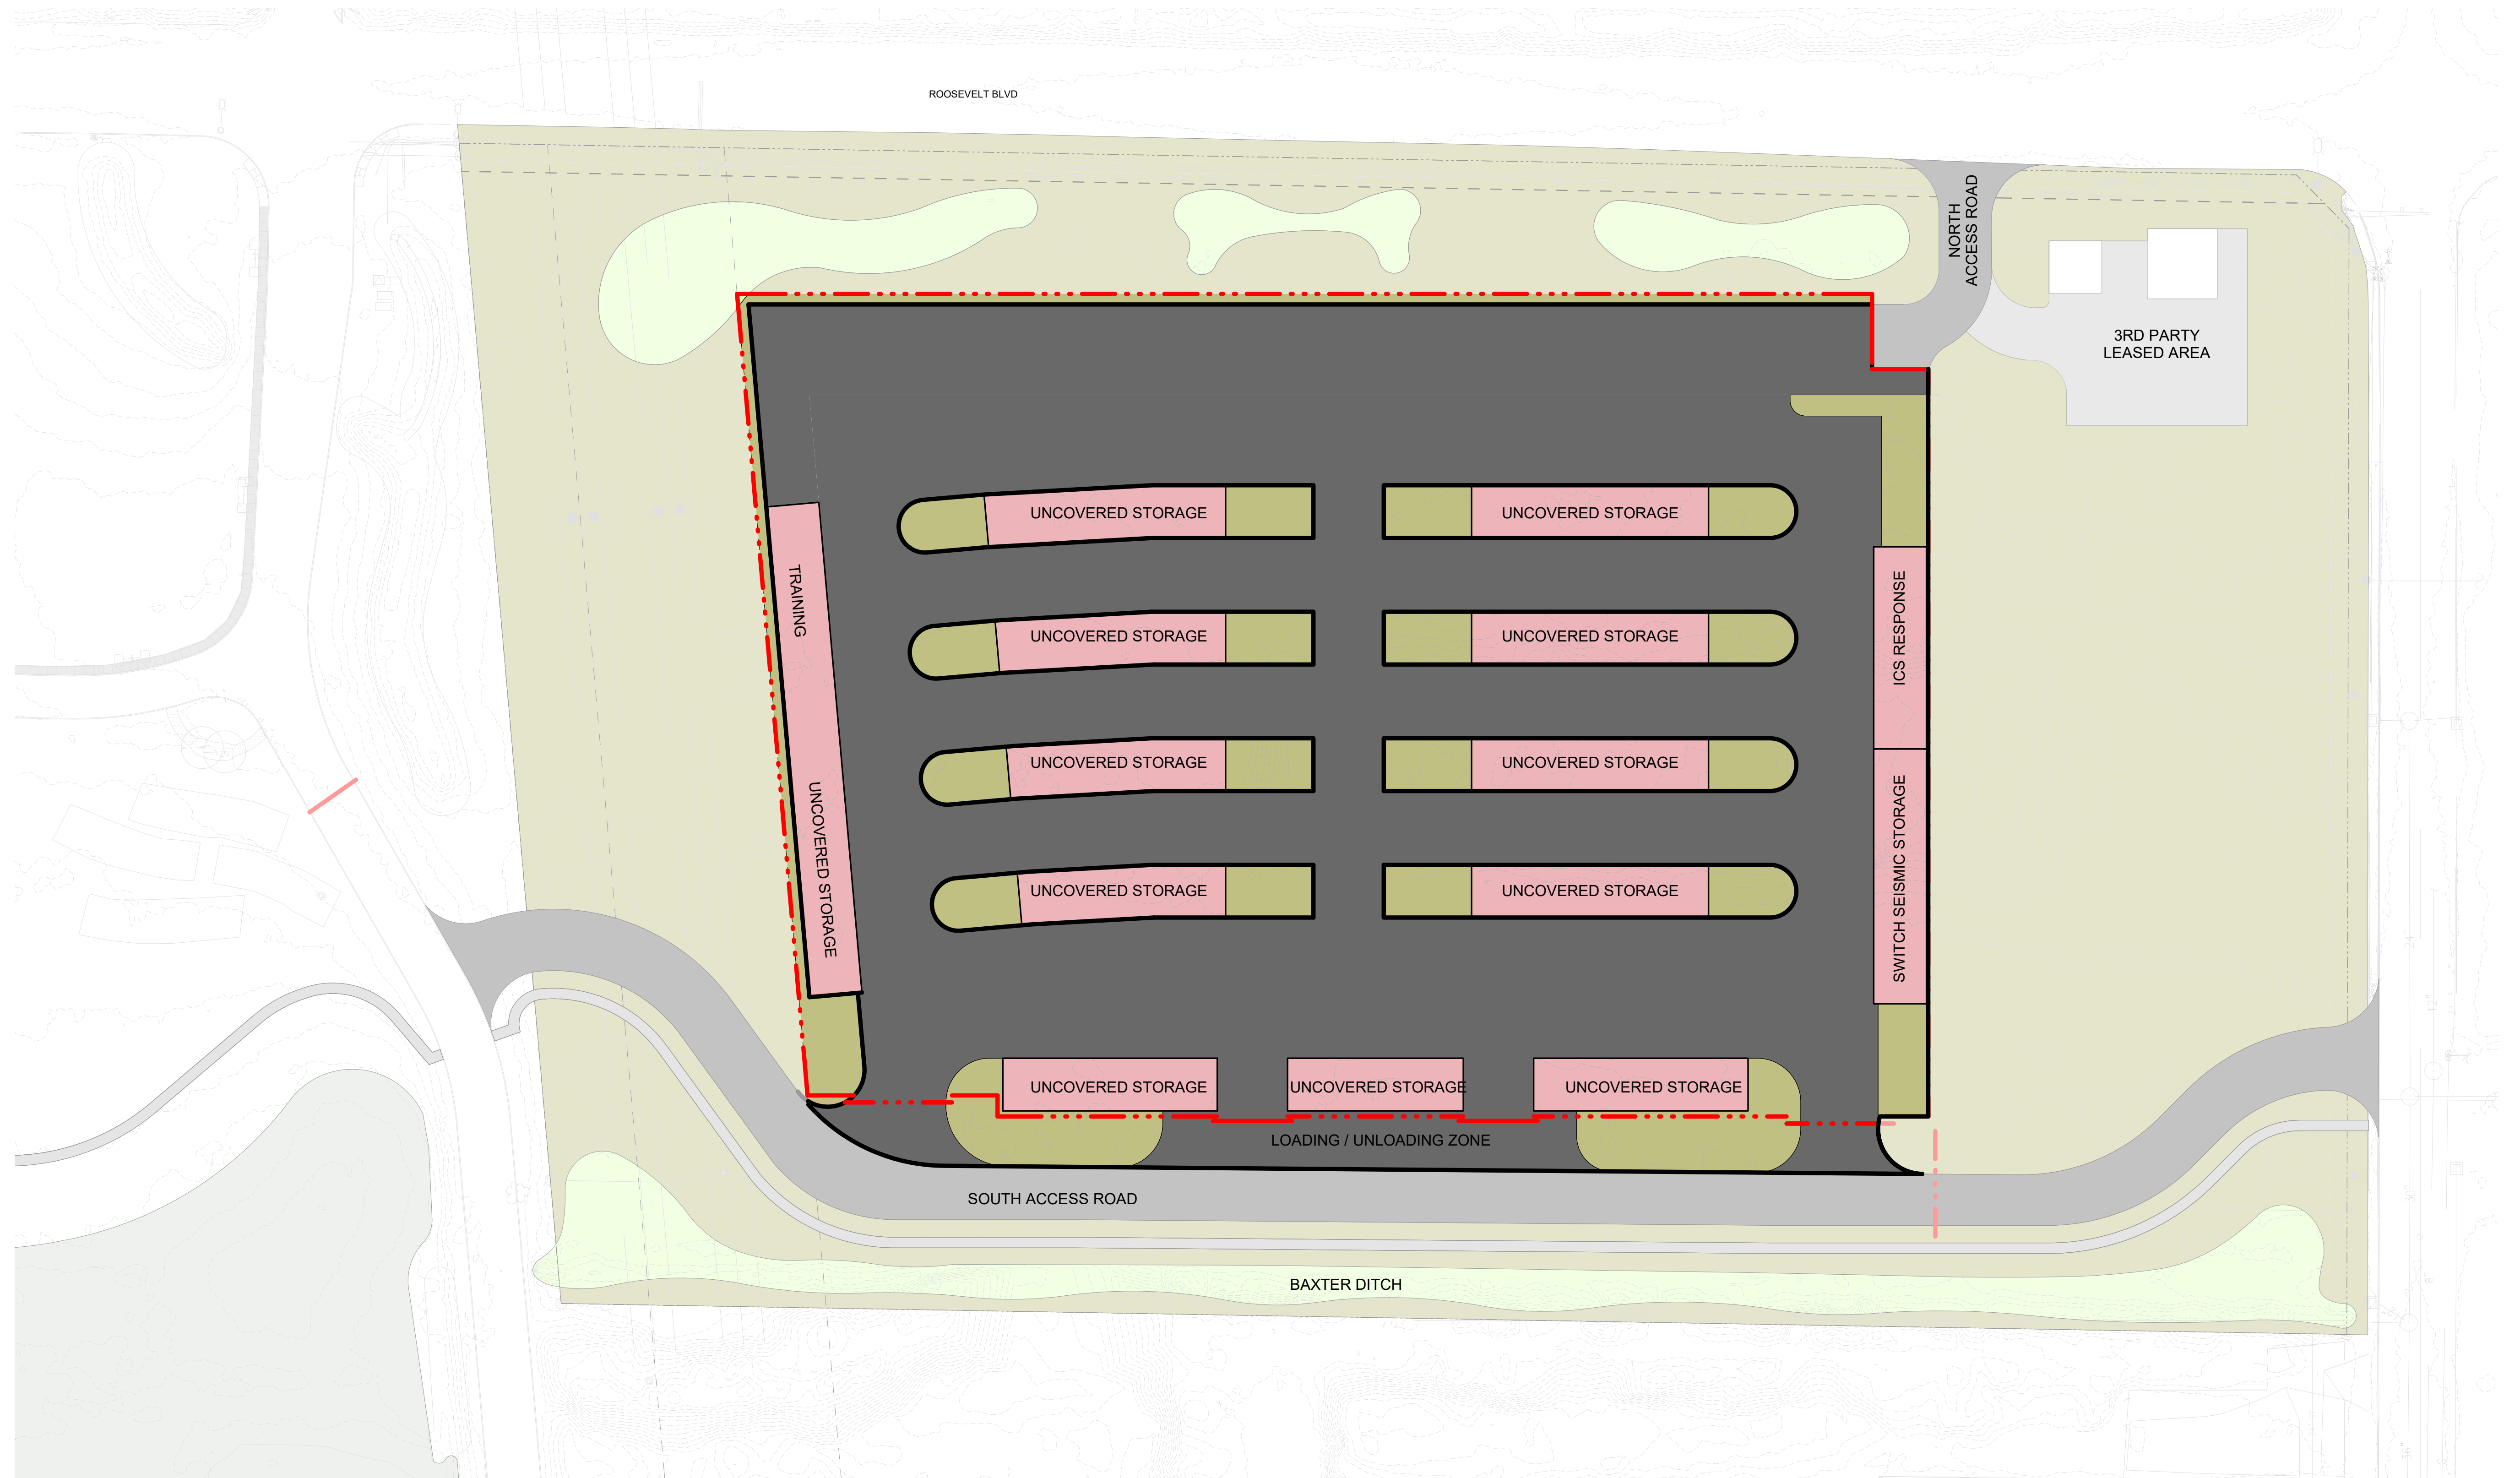 ROOSEVELT BLVD
NORTH
ACCESS ROAD
3RD PARTY
LEASED AREA
UNCOVERED STORAGE
UNCOVERED STORAGE
TRAINING
ICS RESPONSE
UNCOVERED STORAGE
UNCOVERED STORAGE
UNCOVERED STORAGE
UNCOVERED STORAGE
UNCOVERED STORAGE
SWITCH SEISMIC STORAGE
UNCOVERED STORAGE
UNCOVERED STORAGE
UNCOVERED STORAGE
UNCOVERED STORAGE
UNCOVERED STORAGE
LOADING / UNLOADING ZONE
SOUTH ACCESS ROAD
BAXTER DITCH